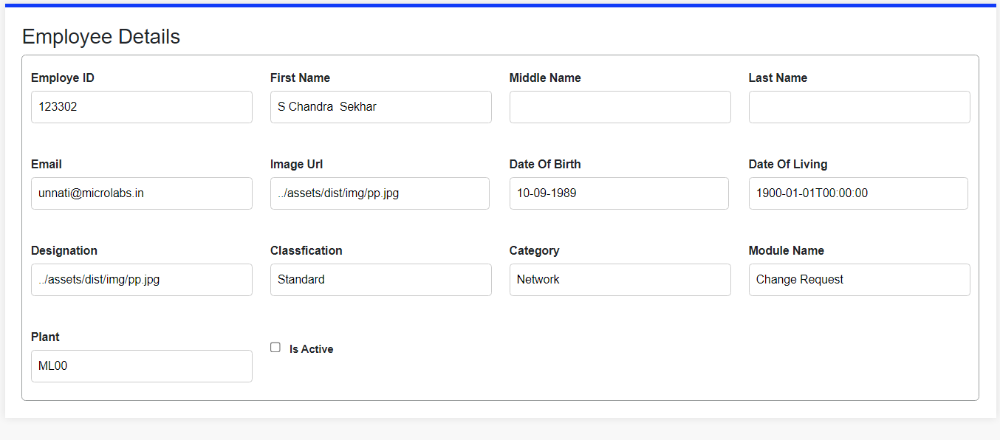 Employee Details
Employe ID First Name Middle Name Last Name
123302 S Chandra  Sekhar
Email Image Url Date Of Birth Date Of Living
unnati@microlabs.in ../assets/dist/img/pp.jpg 10-09-1989 1900-01-01T00:00:00
Designation Classfication Category Module Name
../assets/dist/img/pp.jpg Standard Network Change Request
Plant
Is Active
ML00